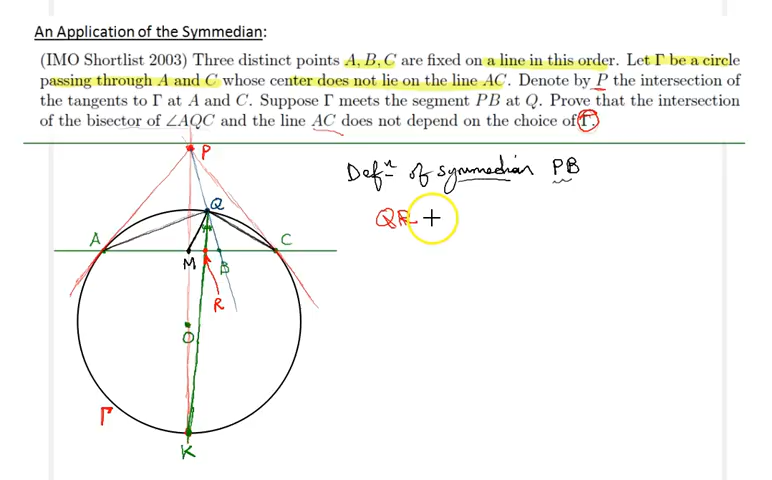 An Application of the Symmedian:
(IMO Shortlist 2003) Three distinct points A, B, C are fixed on a line in this order. Let Γ be a circle
passing through A and C whose center does not lie on the line AC. Denote by P the intersection of
the tangents to Γ at A and C. Suppose Γ meets the segment PB at Q. Prove that the intersection
of the bisector of ∠AQC and the line AC does not depend on the choice of Γ.
P
Defⁿ of symmedian PB
Q
QR
A
C
M
B
R
O
Γ
K